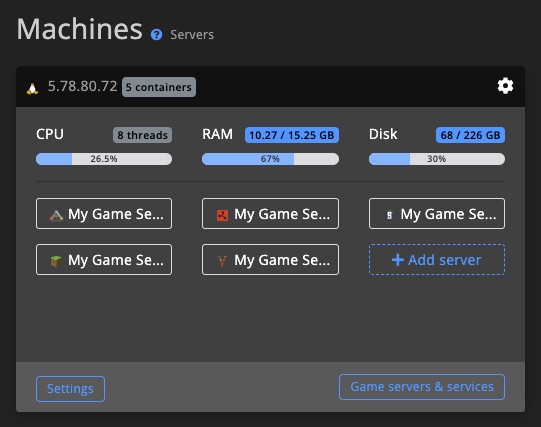 Machines ? Servers
5.78.80.72 5 containers
CPU 8 threads
26.5%
RAM 10.27 / 15.25 GB
67%
Disk 68 / 226 GB
30%
My Game Se...
My Game Se...
My Game Se...
My Game Se...
My Game Se...
+ Add server
Settings
Game servers & services